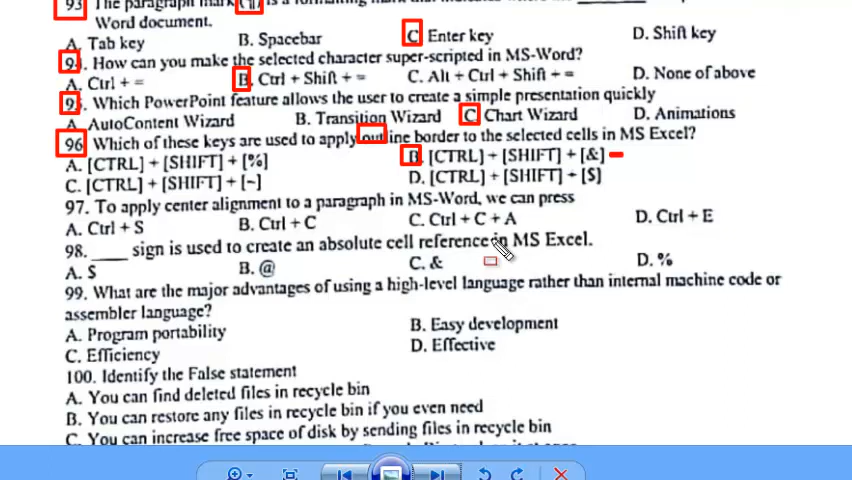 93 The paragraph mark (¶) is a formatting mark that indicates where the
Word document.
A. Tab key B. Spacebar C Enter key D. Shift key
9 . How can you make the selected character super-scripted in MS-Word?
A. Ctrl + = B. Ctrl + Shift + = C. Alt + Ctrl + Shift + = D. None of above
95. Which PowerPoint feature allows the user to create a simple presentation quickly
A. AutoContent Wizard B. Transition Wizard C Chart Wizard D. Animations
96 Which of these keys are used to apply outline border to the selected cells in MS Excel?
A. [CTRL] + [SHIFT] + [%] B. [CTRL] + [SHIFT] + [&]
C. [CTRL] + [SHIFT] + [~] D. [CTRL] + [SHIFT] + [$]
97. To apply center alignment to a paragraph in MS-Word, we can press
A. Ctrl + S B. Ctrl + C C. Ctrl + C + A D. Ctrl + E
98. ____ sign is used to create an absolute cell reference in MS Excel.
A. $ B. @ C. & D. %
99. What are the major advantages of using a high-level language rather than internal machine code or
assembler language?
A. Program portability B. Easy development
C. Efficiency D. Effective
100. Identify the False statement
A. You can find deleted files in recycle bin
B. You can restore any files in recycle bin if you even need
C. You can increase free space of disk by sending files in recycle bin